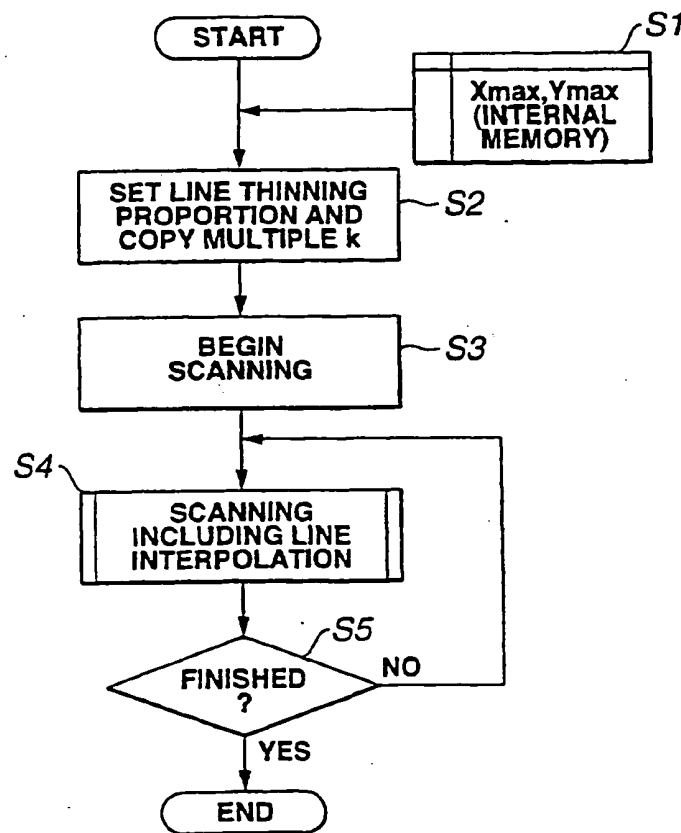 START
S1
Xmax,Ymax
(INTERNAL
MEMORY)
SET LINE THINNING
PROPORTION AND
COPY MULTIPLE k
S2
BEGIN
SCANNING
S3
S4
SCANNING
INCLUDING LINE
INTERPOLATION
S5
FINISHED
?
NO
YES
END